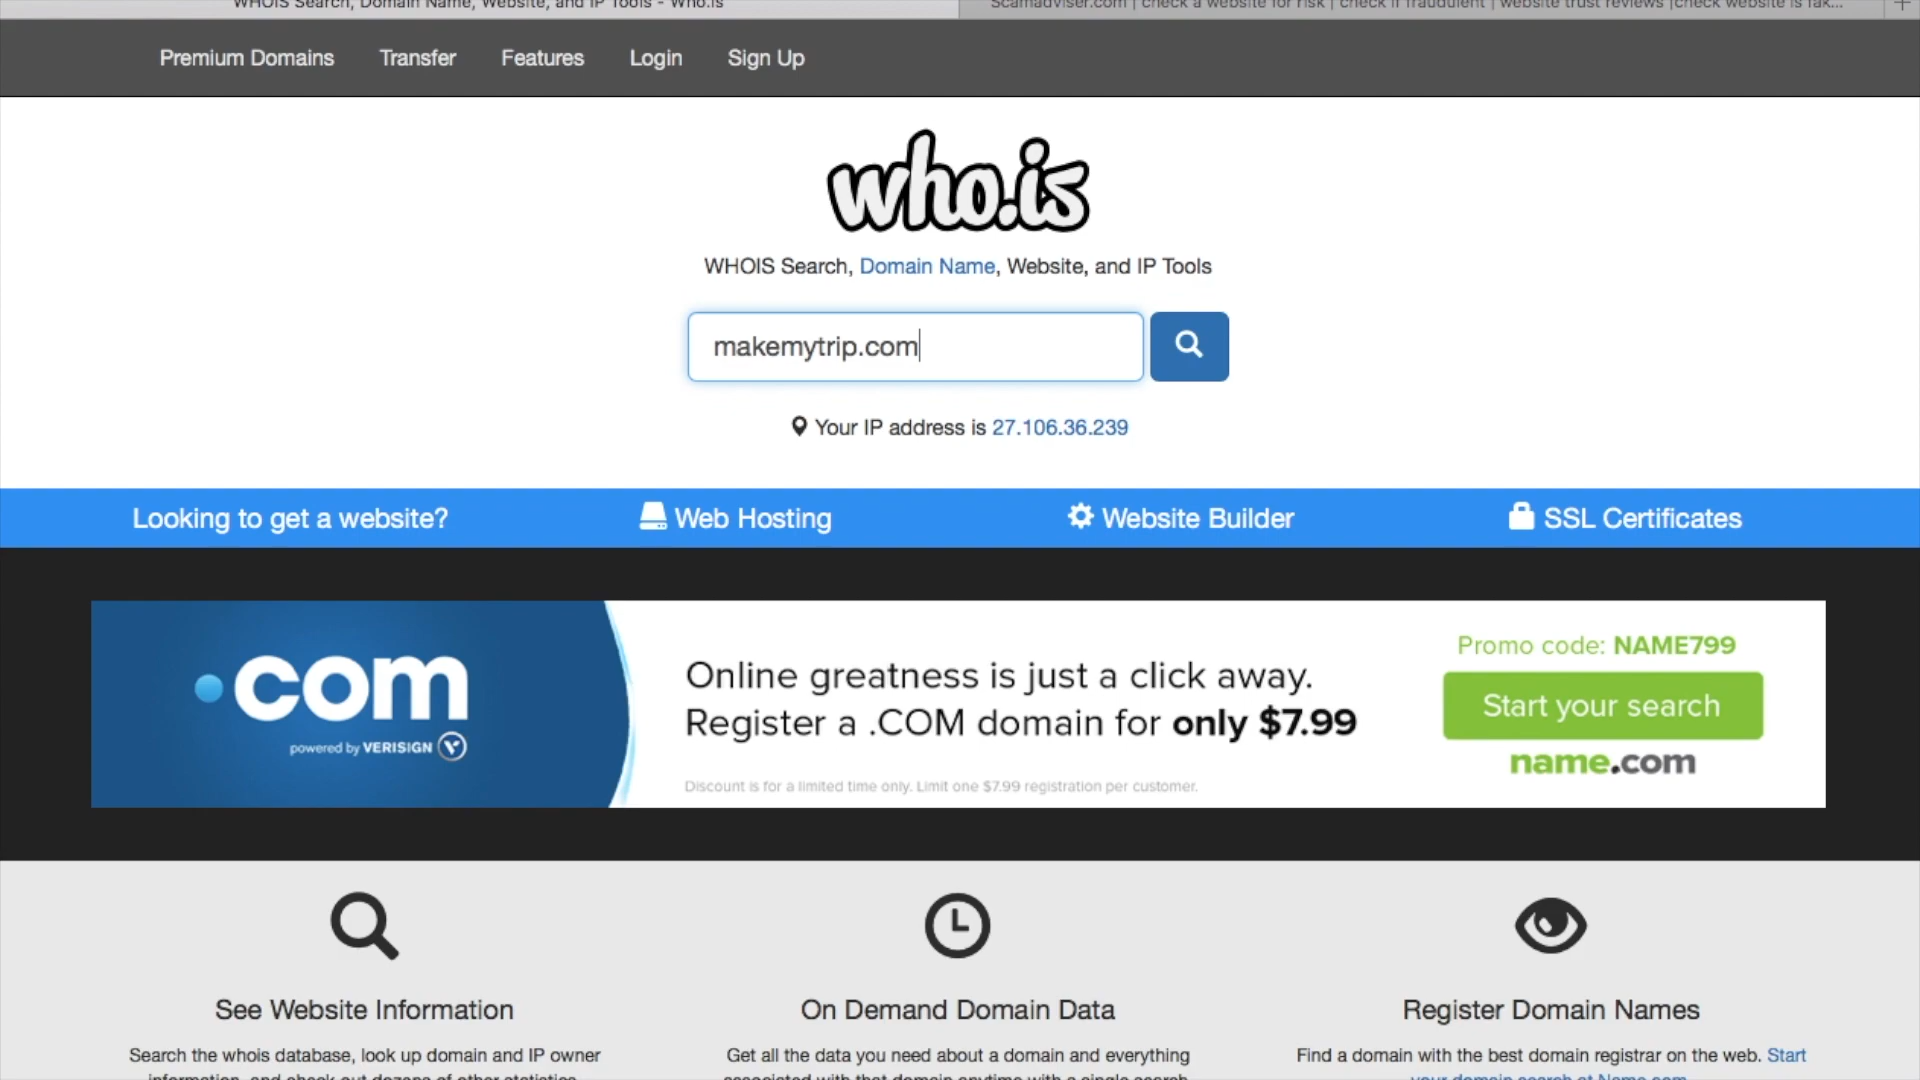 WHOIS Search, Domain Name, Website, and IP Tools - Who.is
Scamadviser.com | check a website for risk | check if fraudulent | website trust reviews |check website is fak...
Premium Domains
Transfer
Features
Login
Sign Up
who.is
WHOIS Search, Domain Name, Website, and IP Tools
makemytrip.com
Your IP address is 27.106.36.239
Looking to get a website?
Web Hosting
Website Builder
SSL Certificates
.com
powered by VERISIGN
Online greatness is just a click away.
Register a .COM domain for only $7.99
Discount is for a limited time only. Limit one $7.99 registration per customer.
Promo code: NAME799
Start your search
name.com
See Website Information
Search the whois database, look up domain and IP owner
information, and check out dozens of other statistics.
On Demand Domain Data
Get all the data you need about a domain and everything
associated with that domain anytime with a single search.
Register Domain Names
Find a domain with the best domain registrar on the web. Start
your domain search at Name.com